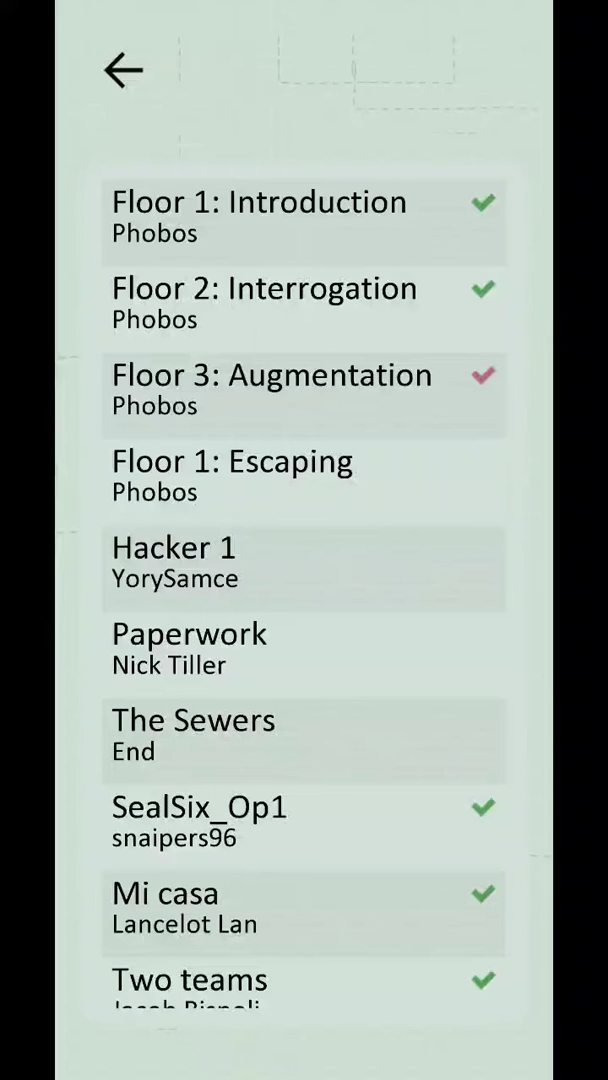 Floor 1: Introduction
Phobos
Floor 2: Interrogation
Phobos
Floor 3: Augmentation
Phobos
Floor 1: Escaping
Phobos
Hacker 1
YorySamce
Paperwork
Nick Tiller
The Sewers
End
SealSix_Op1
snaipers96
Mi casa
Lancelot Lan
Two teams